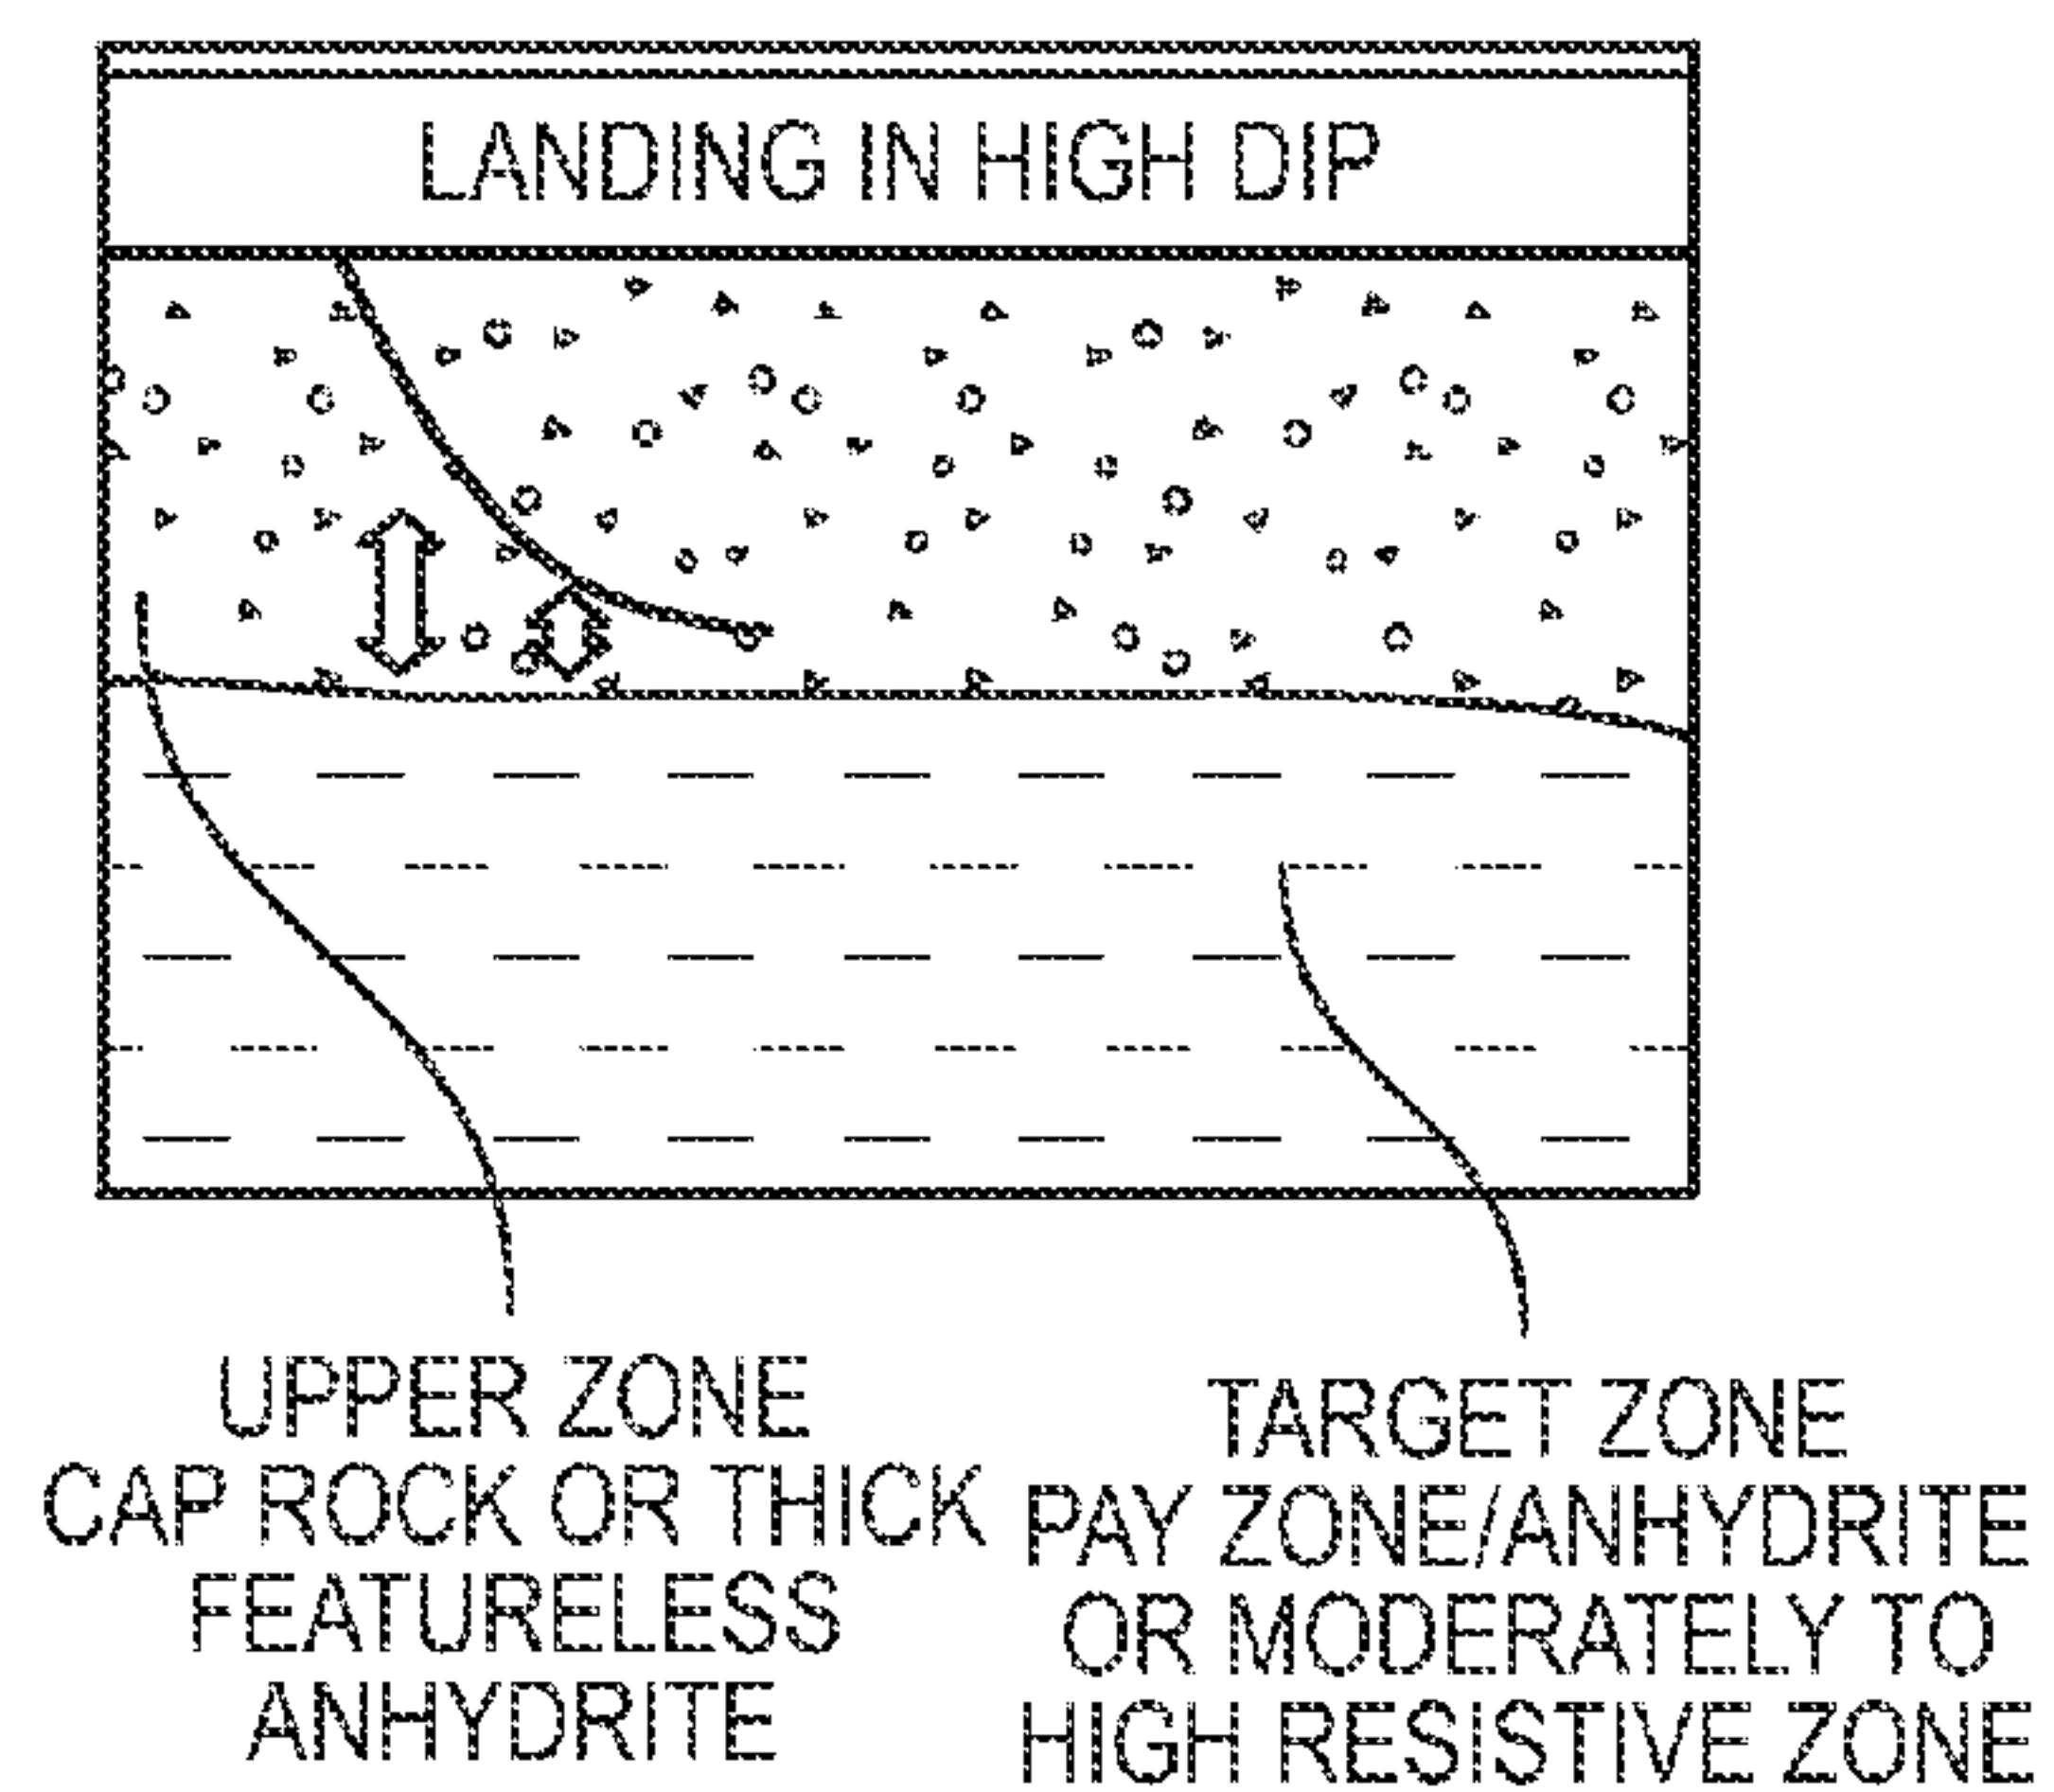 LANDING IN HIGH DIP
UPPER ZONE
CAP ROCK OR THICK
FEATURELESS
ANHYDRITE
TARGET ZONE
PAY ZONE/ANHYDRITE
OR MODERATELY TO
HIGH RESISTIVE ZONE